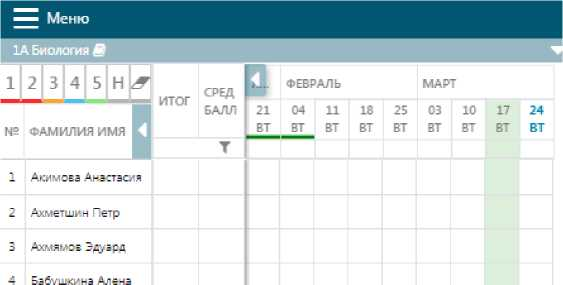 Меню
1А Биология
1 2 3 4 5 Н
ИТОГ
СРЕД БАЛЛ
ФЕВРАЛЬ МАРТ
№ ФАМИЛИЯ ИМЯ
21 04 11 18 25 03 10 17 24
ВТ ВТ ВТ ВТ ВТ ВТ ВТ ВТ ВТ
1 Акимова Анастасия
2 Ахметшин Петр
3 Ахмямов Эдуард
4 Бабушкина Алена